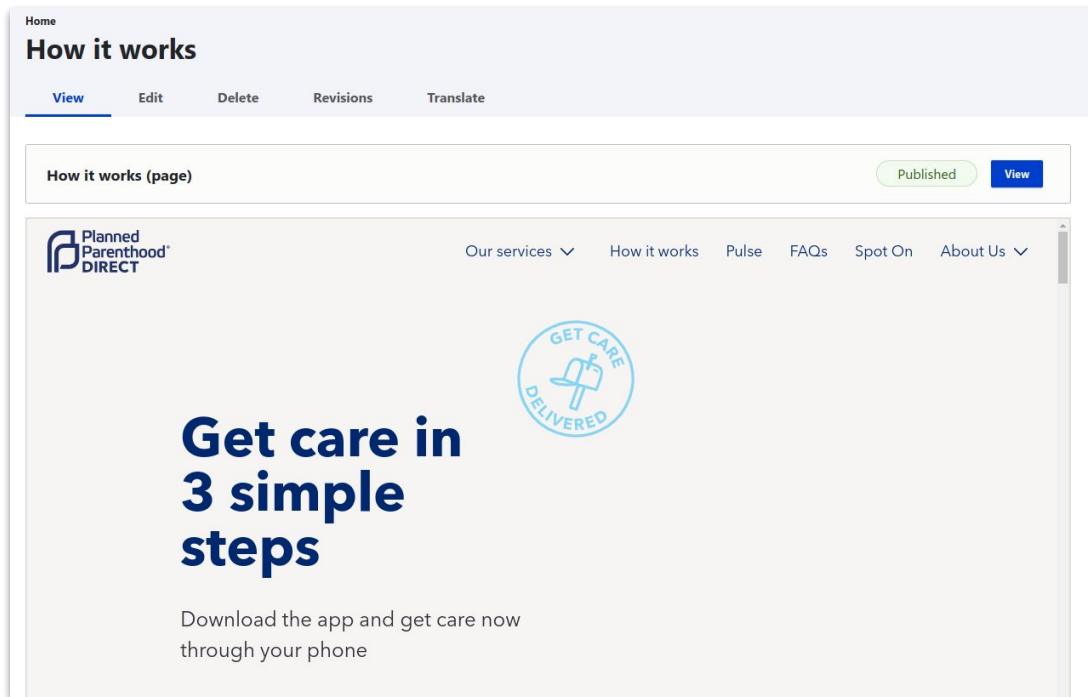 Home
How it works
View Edit Delete Revisions Translate
How it works (page) Published View
Planned
Parenthood®
DIRECT
Our services How it works Pulse FAQs Spot On About Us
GET CARE
DELIVERED
Get care in
3 simple
steps
Download the app and get care now
through your phone